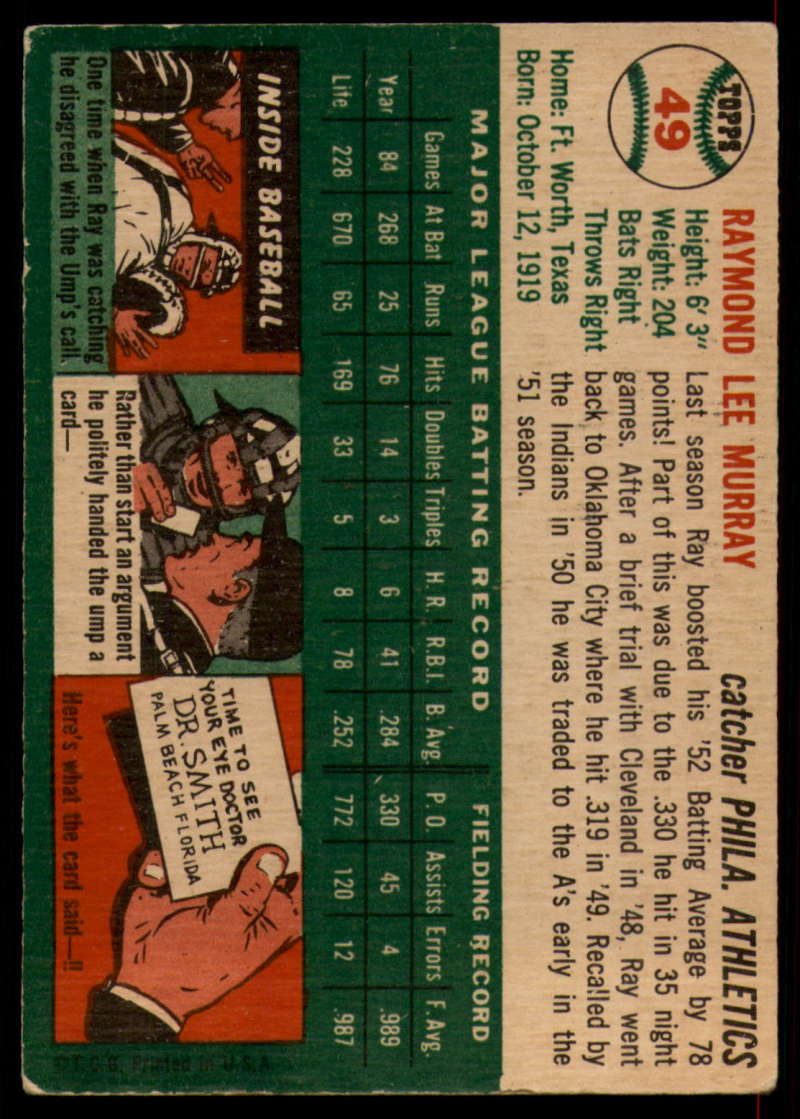 TOPPS
49
RAYMOND LEE MURRAY
catcher PHILA. ATHLETICS
Height: 6' 3"
Weight: 204
Bats Right
Throws Right
Home: Ft. Worth, Texas
Born: October 12, 1919
Last season Ray boosted his '52 Batting Average by 78
points! Part of this was due to the .330 he hit in 35 night
games. After a brief trial with Cleveland in '48, Ray went
back to Oklahoma City where he hit .319 in '49. Recalled by
the Indians in '50 he was traded to the A's early in the
'51 season.
MAJOR LEAGUE BATTING RECORD FIELDING RECORD
Games At Bat Runs Hits Doubles Triples H. R. R.B.I. B. Avg. P. O. Assists Errors F. Avg.
Year 84 268 25 76 14 3 6 41 .284 330 45 4 .989
Life 228 670 65 169 33 5 8 78 .252 772 120 12 .987
INSIDE BASEBALL
One time when Ray was catching
he disagreed with the Ump's call.
Rather than start an argument
he politely handed the ump a
card—
TIME TO SEE
YOUR EYE DOCTOR
DR. SMITH
PALM BEACH FLORIDA
Here's what the card said—!!
©T.C.G. Printed in U.S.A.